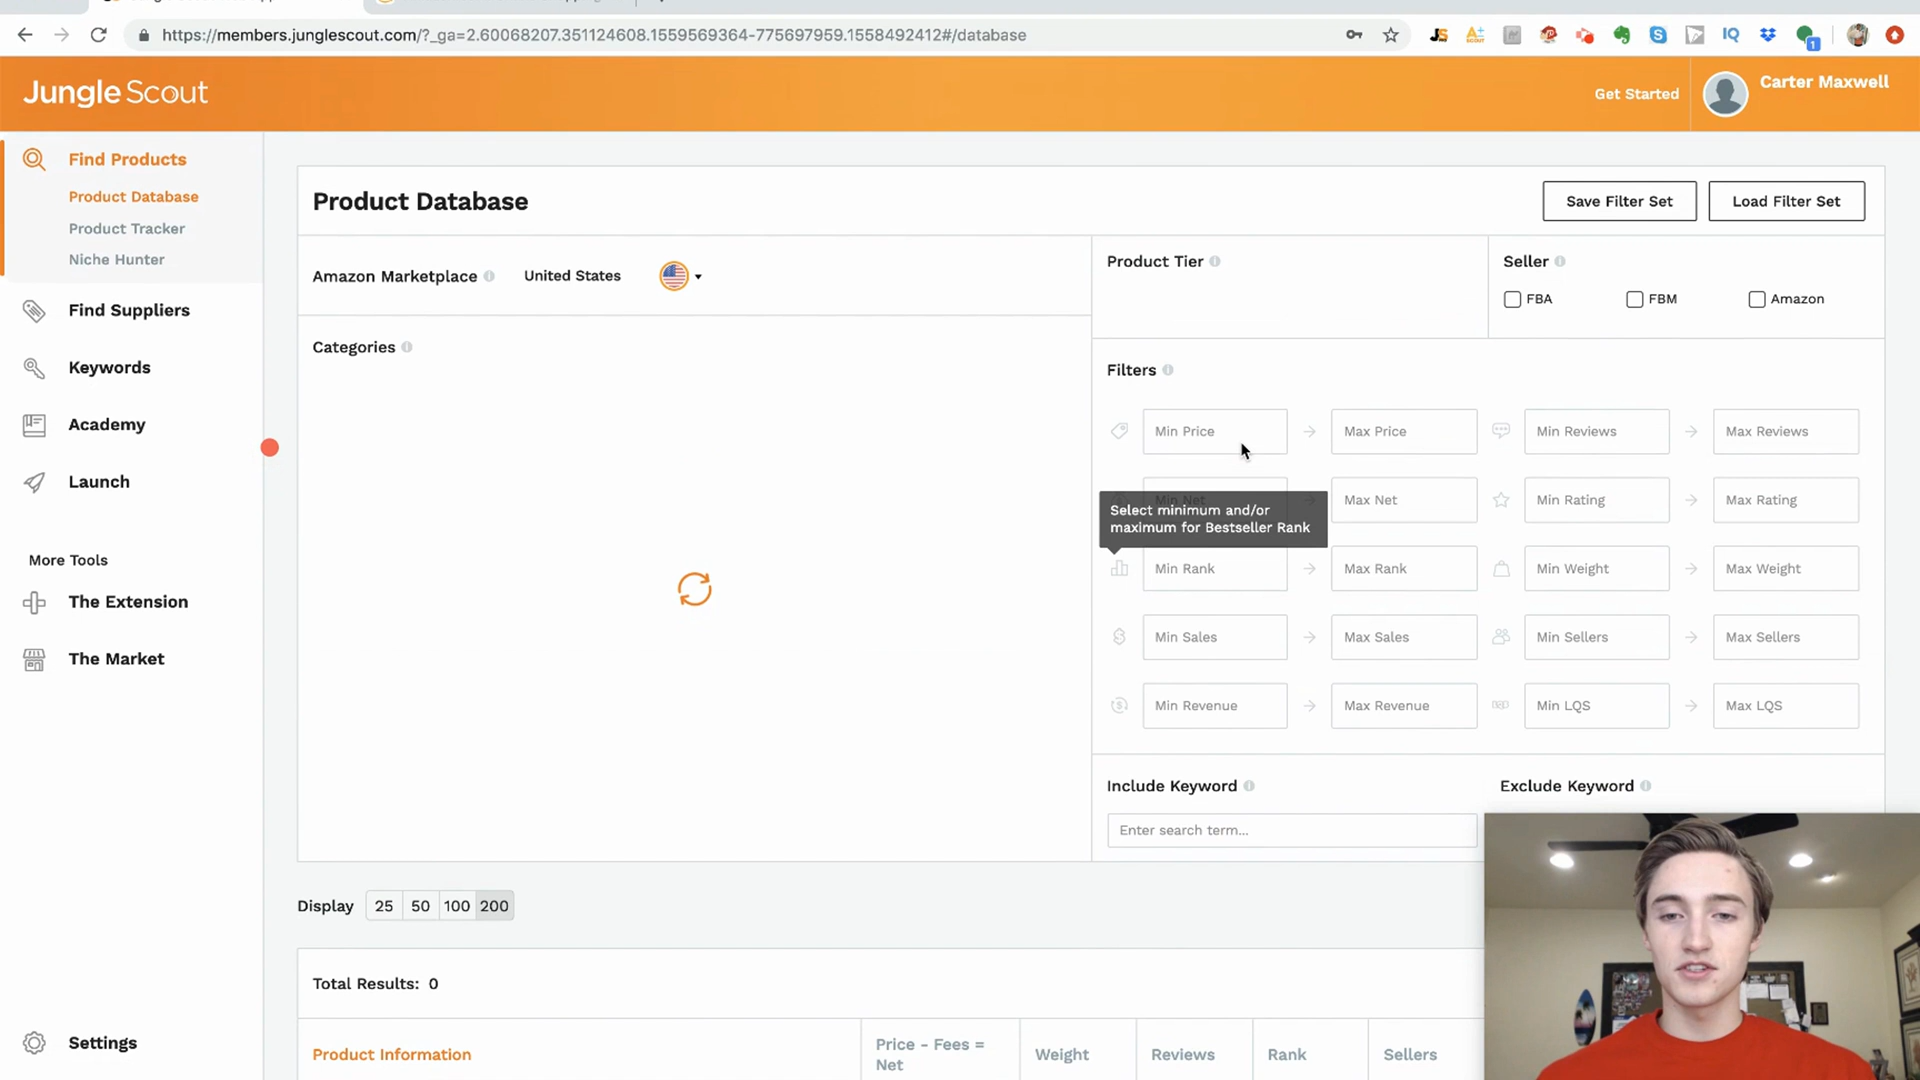 https://members.junglescout.com/?_ga=2.60068207.351124608.1559569364-775697959.1558492412#/database
JS
IQ
1
Jungle Scout
Get Started
Carter Maxwell
Find Products
Product Database
Product Tracker
Niche Hunter
Find Suppliers
Keywords
Academy
Launch
More Tools
The Extension
The Market
Settings
Product Database
Save Filter Set
Load Filter Set
Amazon Marketplace
United States
Product Tier
Seller
FBA
FBM
Amazon
Categories
Filters
Min Price
Max Price
Min Reviews
Max Reviews
Min Net
Max Net
Min Rating
Max Rating
Select minimum and/or
maximum for Bestseller Rank
Min Rank
Max Rank
Min Weight
Max Weight
Min Sales
Max Sales
Min Sellers
Max Sellers
Min Revenue
Max Revenue
Min LQS
Max LQS
Include Keyword
Exclude Keyword
Enter search term...
Display
25
50
100
200
Total Results: 0
Product Information
Price - Fees =
Net
Weight
Reviews
Rank
Sellers